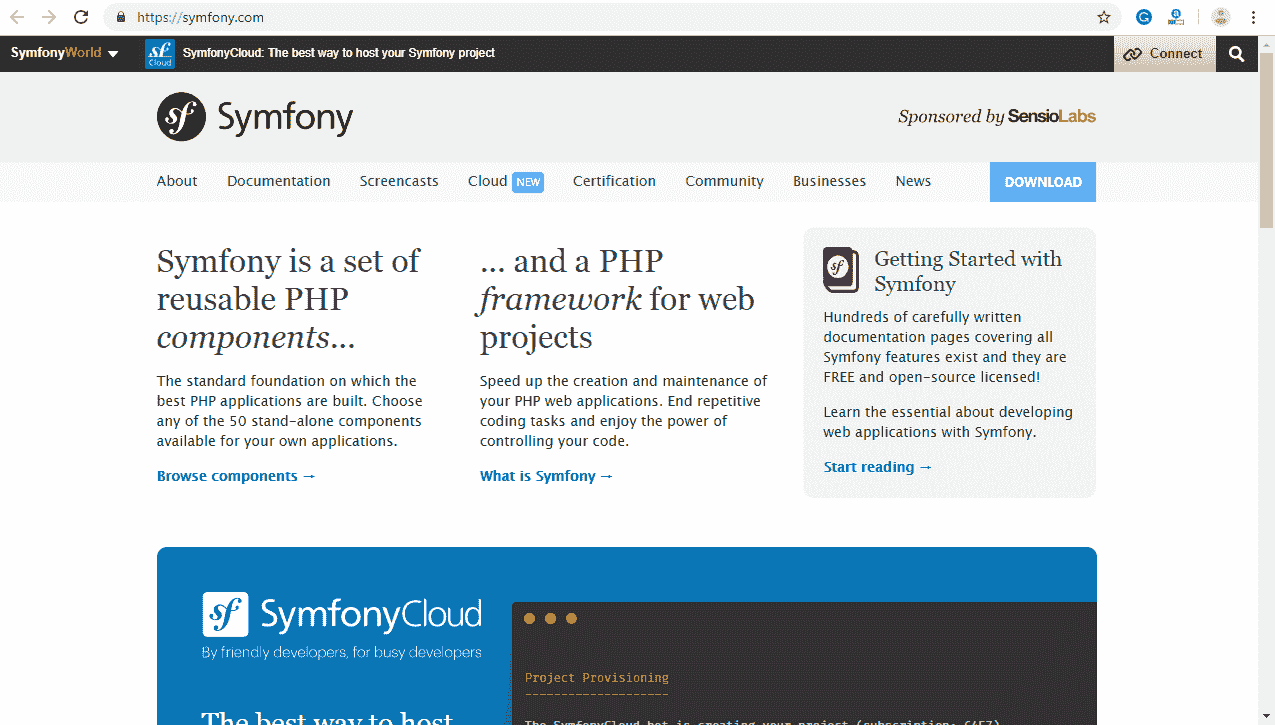 https://symfony.com
SymfonyWorld
sf
Cloud
SymfonyCloud: The best way to host your Symfony project
Connect
sf Symfony
Sponsored by SensioLabs
About Documentation Screencasts Cloud NEW Certification Community Businesses News DOWNLOAD
Symfony is a set of
reusable PHP
components...
The standard foundation on which the
best PHP applications are built. Choose
any of the 50 stand-alone components
available for your own applications.
Browse components →
... and a PHP
framework for web
projects
Speed up the creation and maintenance of
your PHP web applications. End repetitive
coding tasks and enjoy the power of
controlling your code.
What is Symfony →
sf
Getting Started with
Symfony
Hundreds of carefully written
documentation pages covering all
Symfony features exist and they are
FREE and open-source licensed!
Learn the essential about developing
web applications with Symfony.
Start reading →
sf SymfonyCloud
By friendly developers, for busy developers
The best way to host
Project Provisioning
--------------------
The SymfonyCloud bot is creating your project (subscription: C4F7)